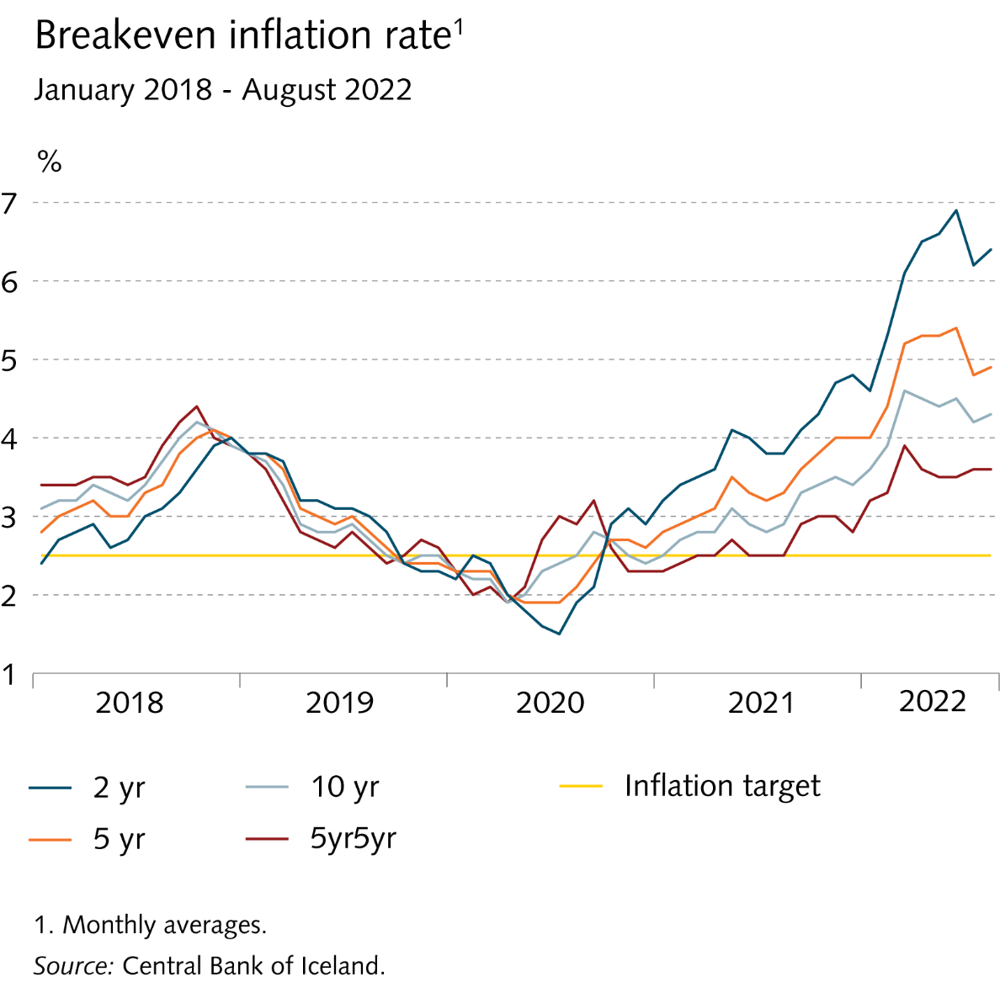 Breakeven inflation rate¹
January 2018 - August 2022
%
7
6
5
4
3
2
1
2018 2019 2020 2021 2022
2 yr 10 yr Inflation target
5 yr 5yr5yr
1. Monthly averages.
Source: Central Bank of Iceland.